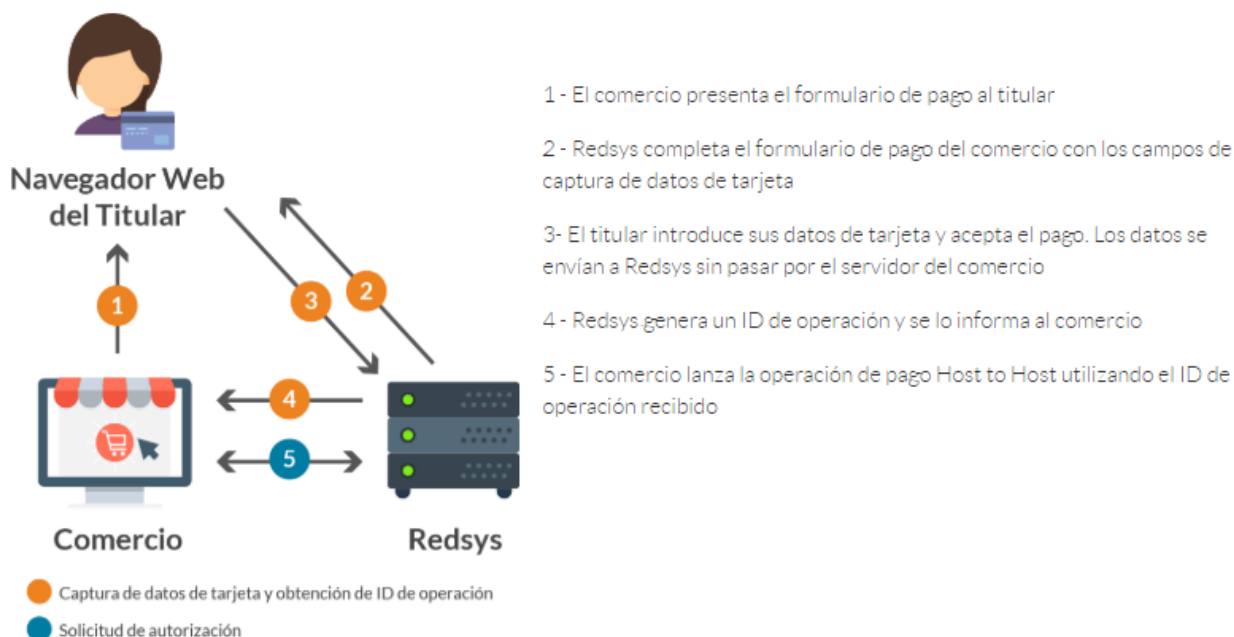 Navegador Web
del Titular
1
2
3
4
5
Comercio
Redsys
Captura de datos de tarjeta y obtención de ID de operación
Solicitud de autorización
1 - El comercio presenta el formulario de pago al titular
2 - Redsys completa el formulario de pago del comercio con los campos de
captura de datos de tarjeta
3- El titular introduce sus datos de tarjeta y acepta el pago. Los datos se
envían a Redsys sin pasar por el servidor del comercio
4 - Redsys genera un ID de operación y se lo informa al comercio
5 - El comercio lanza la operación de pago Host to Host utilizando el ID de
operación recibido